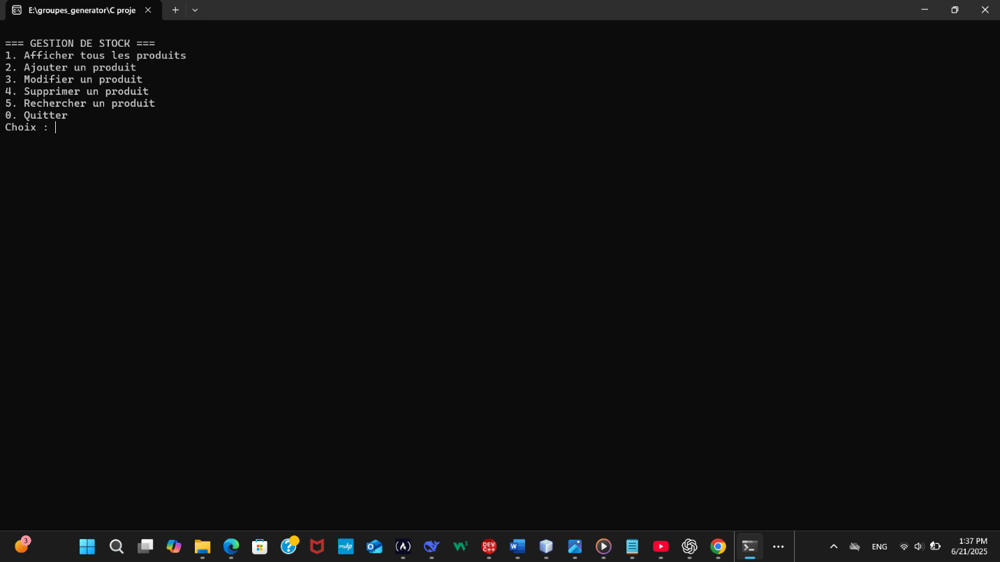 E:\groupes_generator\C proje
=== GESTION DE STOCK ===
1. Afficher tous les produits
2. Ajouter un produit
3. Modifier un produit
4. Supprimer un produit
5. Rechercher un produit
0. Quitter
Choix :
3
myhp
W3
DEV
C++
W
ENG
1:37 PM
6/21/2025